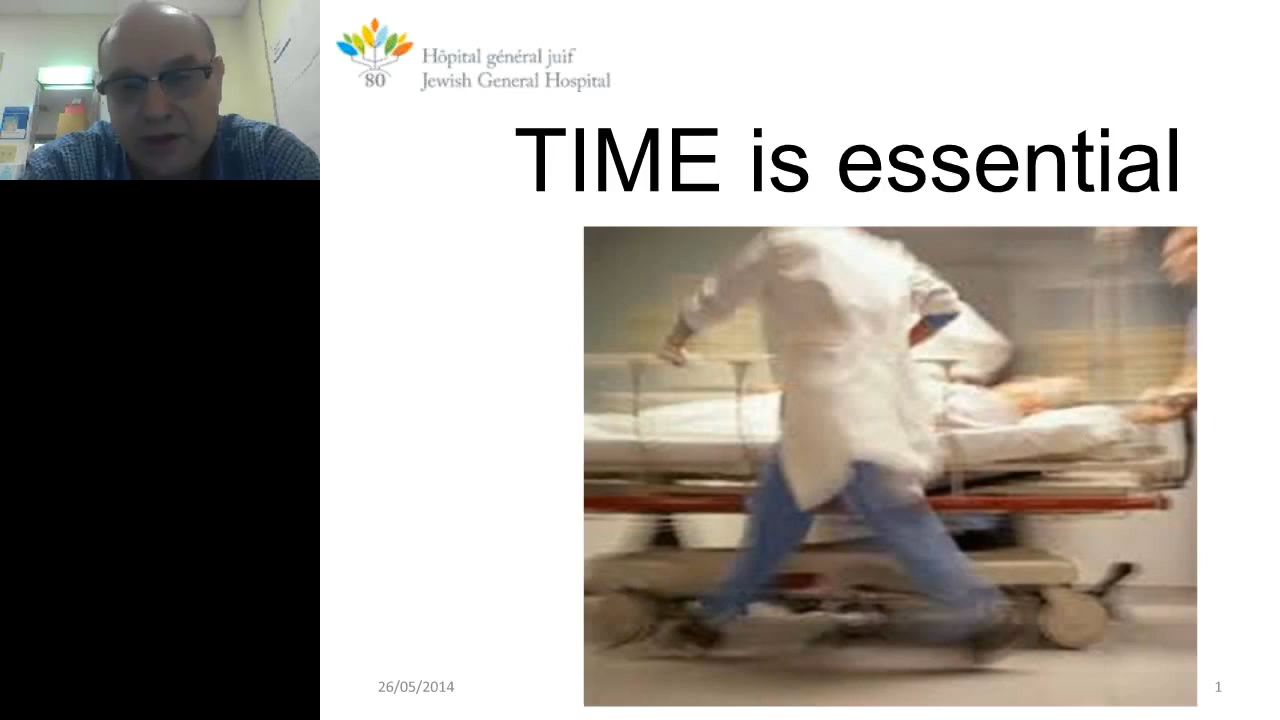 80
Hôpital général juif
Jewish General Hospital
TIME is essential
26/05/2014
1